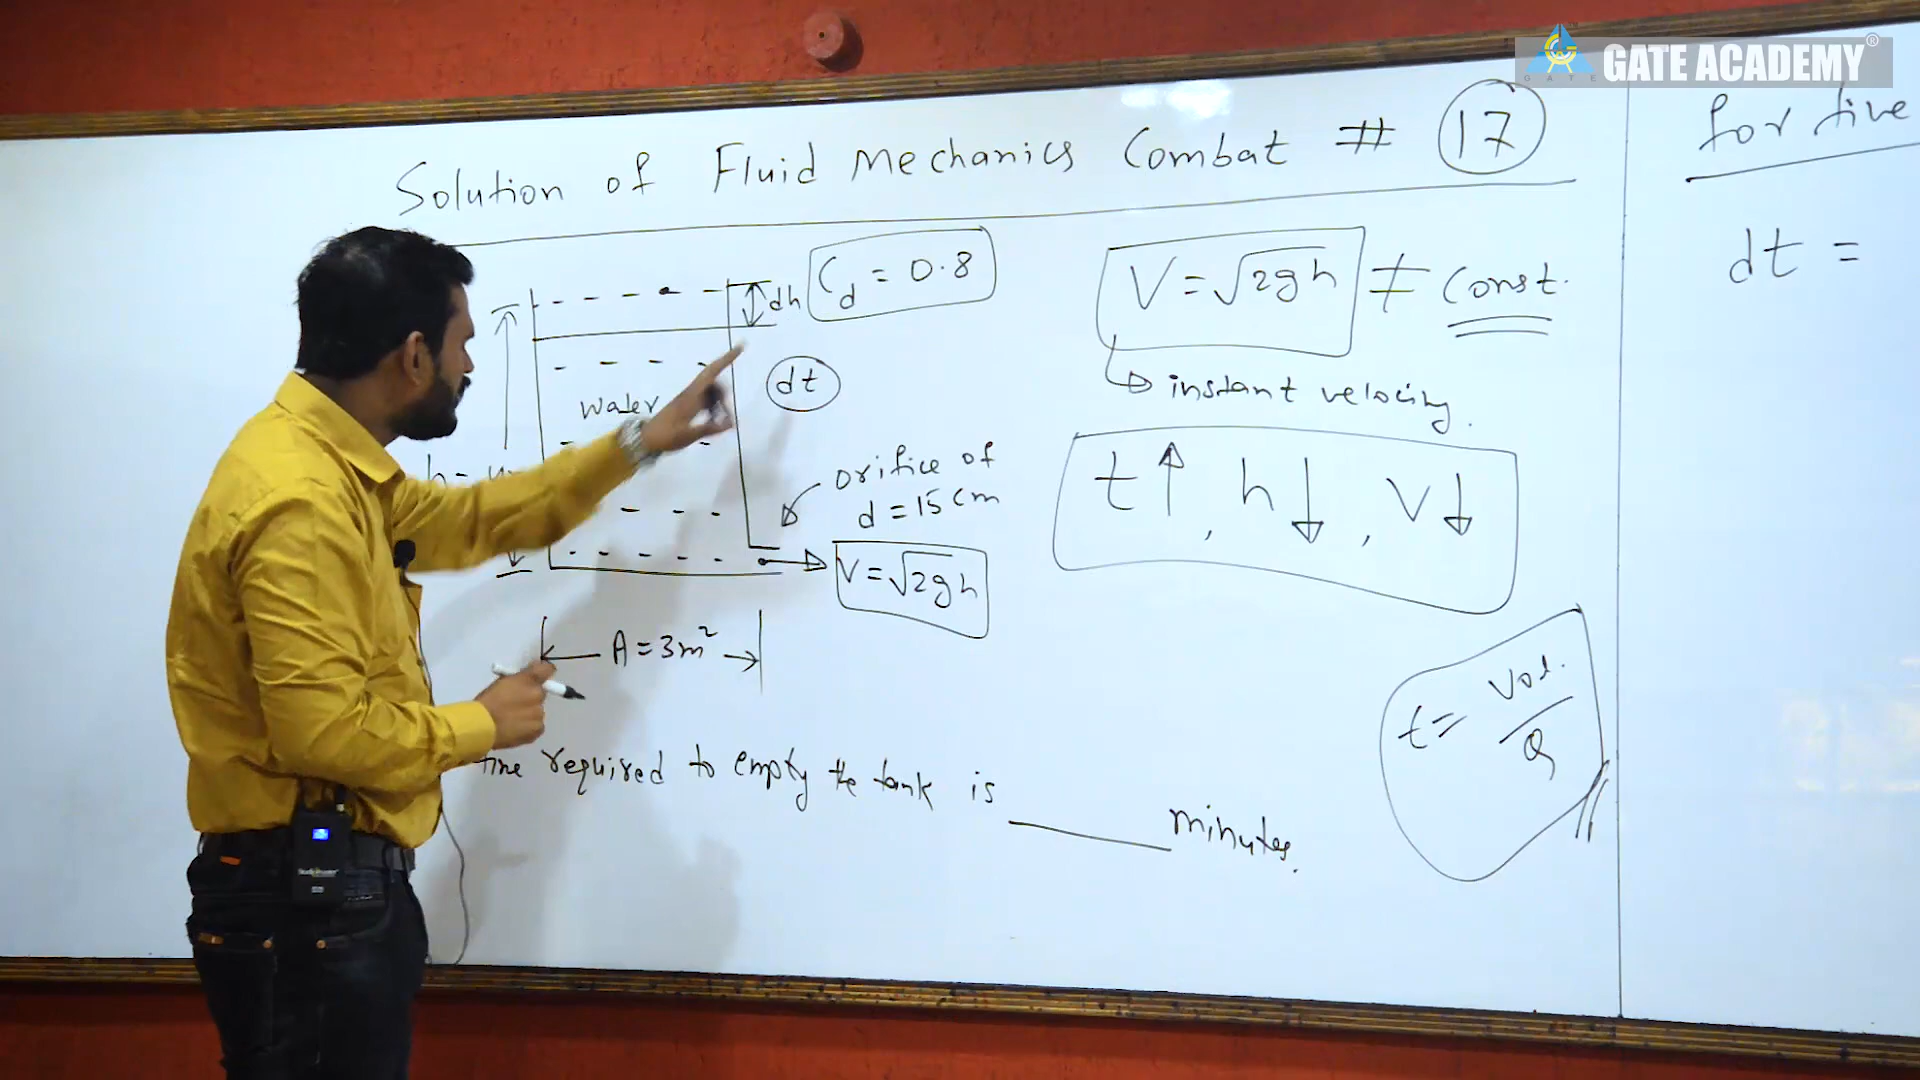 GATE ACADEMY®
GATE
Solution of Fluid Mechanics Combat # 17
for time
dt =
dh
Cd = 0.8
V = √2gh ≠ Const.
instant velocity.
dt
water
h =
orifice of
d = 15 cm
t↑, h↓, V↓
V = √2gh
A = 3m²
t = Vol. / Q
required to empty the tank is ______ minutes.